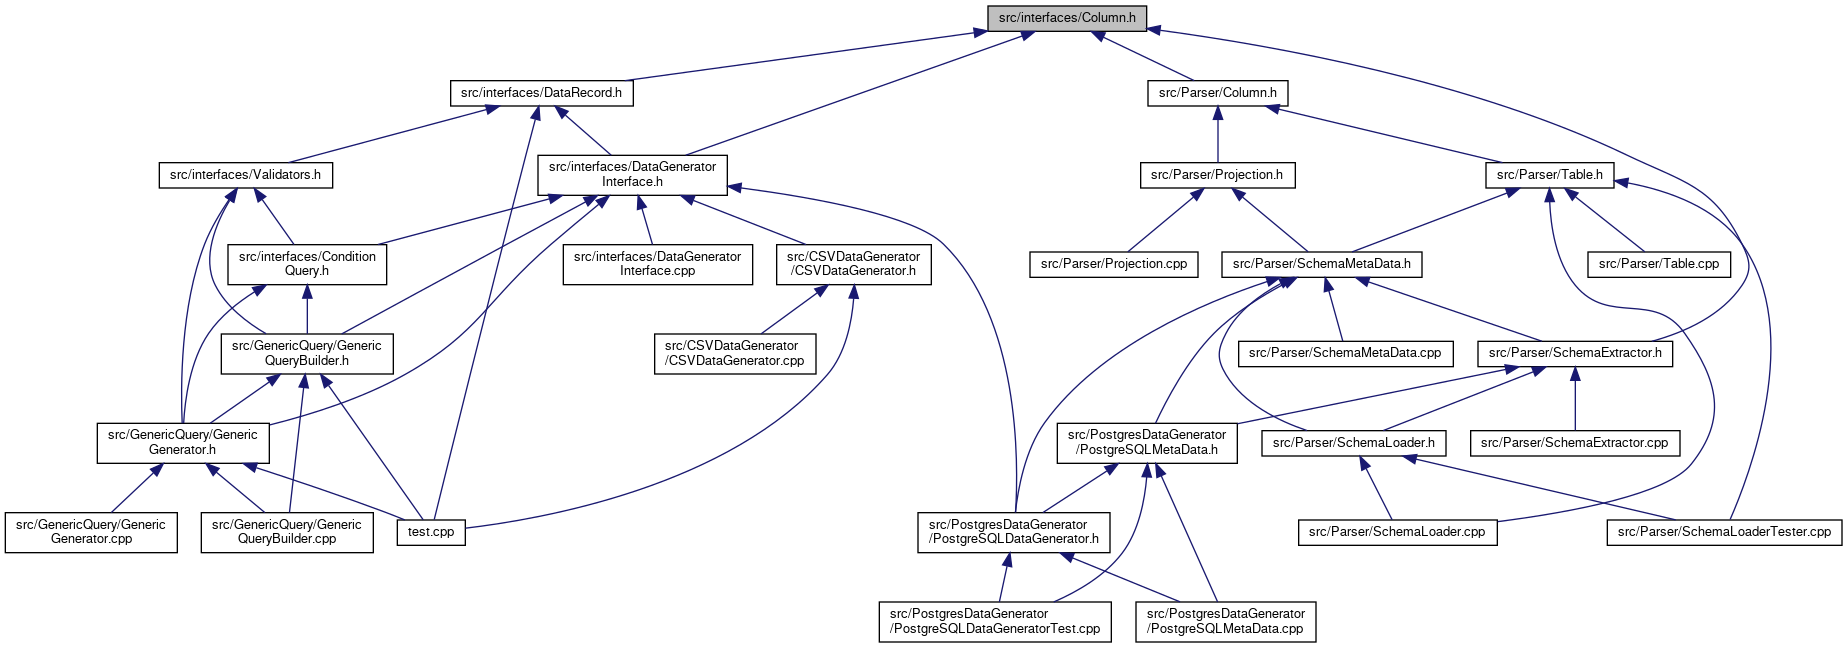 src/interfaces/Column.h
src/interfaces/DataRecord.h
src/Parser/Column.h
src/interfaces/Validators.h
src/interfaces/DataGenerator
Interface.h
src/Parser/Projection.h
src/Parser/Table.h
src/interfaces/Condition
Query.h
src/interfaces/DataGenerator
Interface.cpp
src/CSVDataGenerator
/CSVDataGenerator.h
src/Parser/Projection.cpp
src/Parser/SchemaMetaData.h
src/Parser/Table.cpp
src/GenericQuery/Generic
QueryBuilder.h
src/CSVDataGenerator
/CSVDataGenerator.cpp
src/Parser/SchemaMetaData.cpp
src/Parser/SchemaExtractor.h
src/GenericQuery/Generic
Generator.h
src/PostgresDataGenerator
/PostgreSQLMetaData.h
src/Parser/SchemaLoader.h
src/Parser/SchemaExtractor.cpp
src/GenericQuery/Generic
Generator.cpp
src/GenericQuery/Generic
QueryBuilder.cpp
test.cpp
src/PostgresDataGenerator
/PostgreSQLDataGenerator.h
src/Parser/SchemaLoader.cpp
src/Parser/SchemaLoaderTester.cpp
src/PostgresDataGenerator
/PostgreSQLDataGeneratorTest.cpp
src/PostgresDataGenerator
/PostgreSQLMetaData.cpp